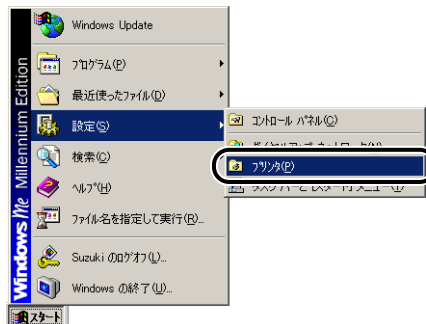 Windows Update
プログラム(P)
最近使ったファイル(D)
設定(S)
検索(C)
ヘルプ(H)
ファイル名を指定して実行(R)...
Suzuki のログオフ(L)...
Windows の終了(U)...
スタート
Windows Me Millennium Edition
コントロール パネル(C)
プリンタ(P)